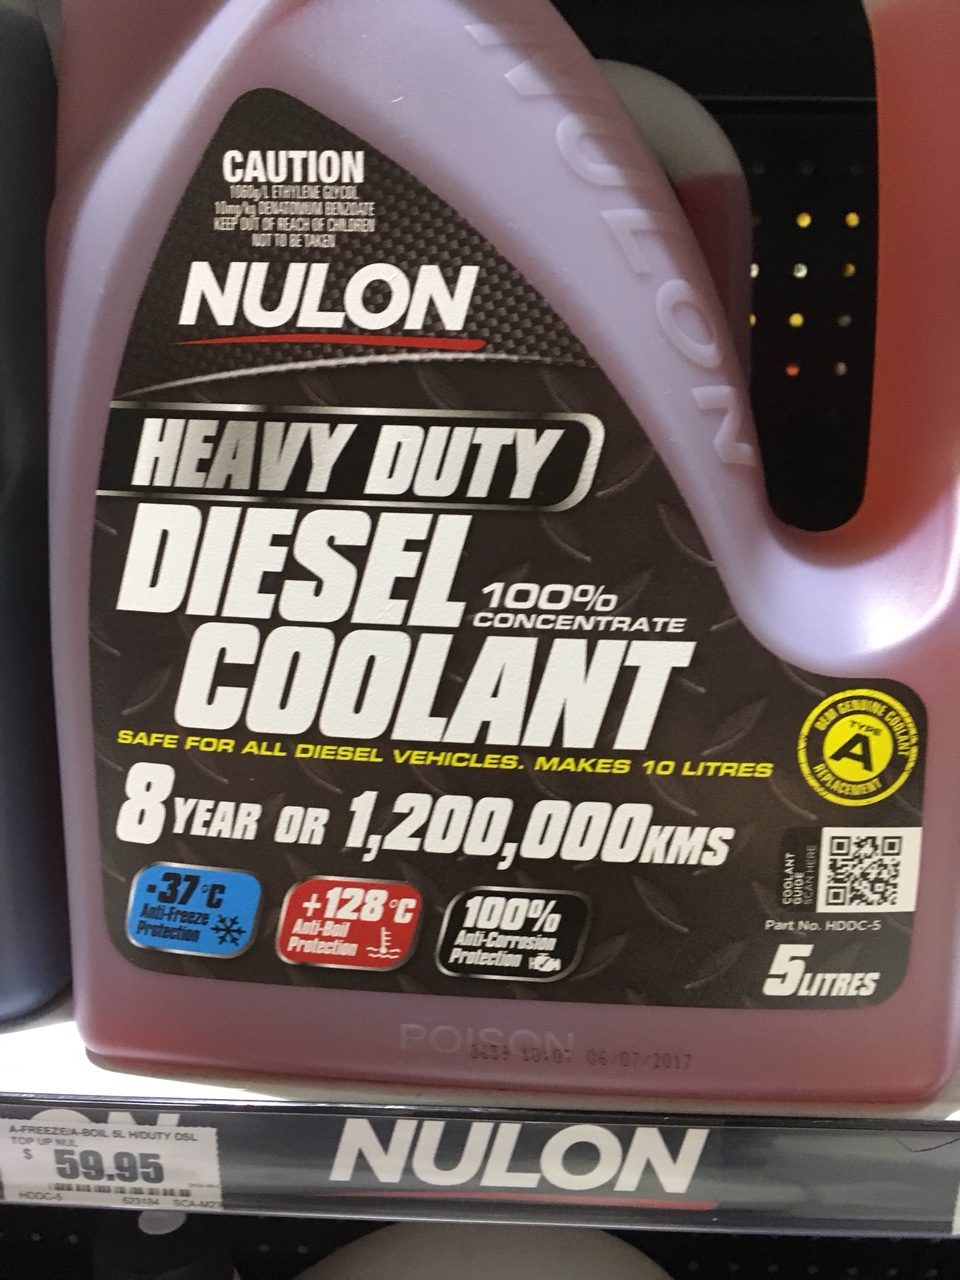 NULON
CAUTION
1060g/L ETHYLENE GLYCOL
10mg/kg DENATONIUM BENZOATE
KEEP OUT OF REACH OF CHILDREN
NOT TO BE TAKEN
NULON
HEAVY DUTY
DIESEL
100%
CONCENTRATE
COOLANT
SAFE FOR ALL DIESEL VEHICLES. MAKES 10 LITRES
OEM GENUINE COOLANT
TYPE
A
REPLACEMENT
8 YEAR OR 1,200,000KMS
COOLANT
GUIDE
SCAN HERE
-37°C
Anti-Freeze
Protection
+128°C
Anti-Boil
Protection
100%
Anti-Corrosion
Protection
Part No. HDDC-5
5 LITRES
POISON
06/07/2017
A-FREEZE/A-BOIL 5L H/DUTY DSL
TOP UP NUL
$ 59.95
HDDC-5 523184
NULON